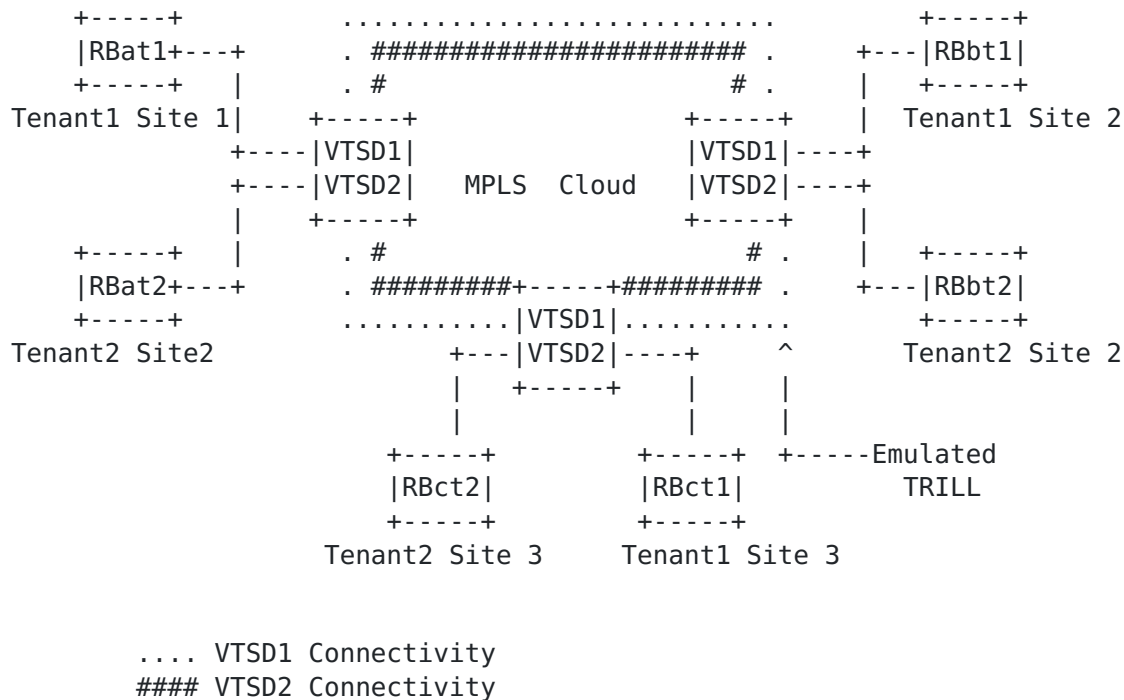 +-----+          ............................         +-----+
|RBat1+---+      . ######################## .     +---|RBbt1|
+-----+   |      . #                      # .     |   +-----+
Tenant1 Site 1|    +-----+                 +-----+    |  Tenant1 Site 2
+----|VTSD1|                 |VTSD1|----+
+----|VTSD2|   MPLS  Cloud   |VTSD2|----+
|    +-----+                 +-----+    |
+-----+   |      . #                       # .    |   +-----+
|RBat2+---+      . #########+-----+######### .    +---|RBbt2|
+-----+          ...........|VTSD1|...........        +-----+
Tenant2 Site2               +---|VTSD2|----+     ^       Tenant2 Site 2
|   +-----+    |     |
|              |     |
+-----+         +-----+  +-----Emulated
|RBct2|         |RBct1|          TRILL
+-----+         +-----+
Tenant2 Site 3     Tenant1 Site 3
.... VTSD1 Connectivity
#### VTSD2 Connectivity